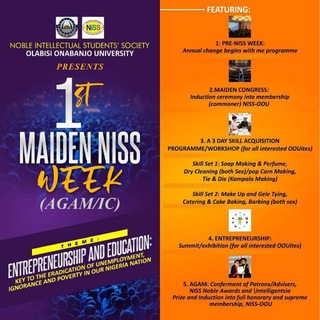 NISS
NOBLE INTELLECTUAL STUDENTS' SOCIETY
OLABISI ONABANJO UNIVERSITY
PRESENTS
1st
MAIDEN NISS
WEEK
(AGAM/IC)
THEME:
ENTREPRENEURSHIP AND EDUCATION:
KEY TO THE ERADICATION OF UNEMPLOYMENT,
IGNORANCE AND POVERTY IN OUR NIGERIA NATION
FEATURING:
1: PRE-NISS WEEK:
Annual change begins with me programme
2.MAIDEN CONGRESS:
Induction ceremony into membership
(commoner) NISS-OOU
3. A 3 DAY SKILL ACQUISITION
PROGRAMME/WORKSHOP (for all interested OOUites)
Skill Set 1: Soap Making & Perfume,
Dry Cleaning (both Sex)/pop Corn Making,
Tie & Die (Kampala Making)
Skill Set 2: Make Up and Gele Tying,
Catering & Cake Baking, Barbing (both sex)
4. ENTREPRENEURSHIP:
Summit/exhibition (for all interested OOUites)
5. AGAM: Conferment of Patrons/Advisers,
NISS Noble Awards and \Intelligentsia
Prize and Induction into full honorary and supreme
membership, NISS-OOU